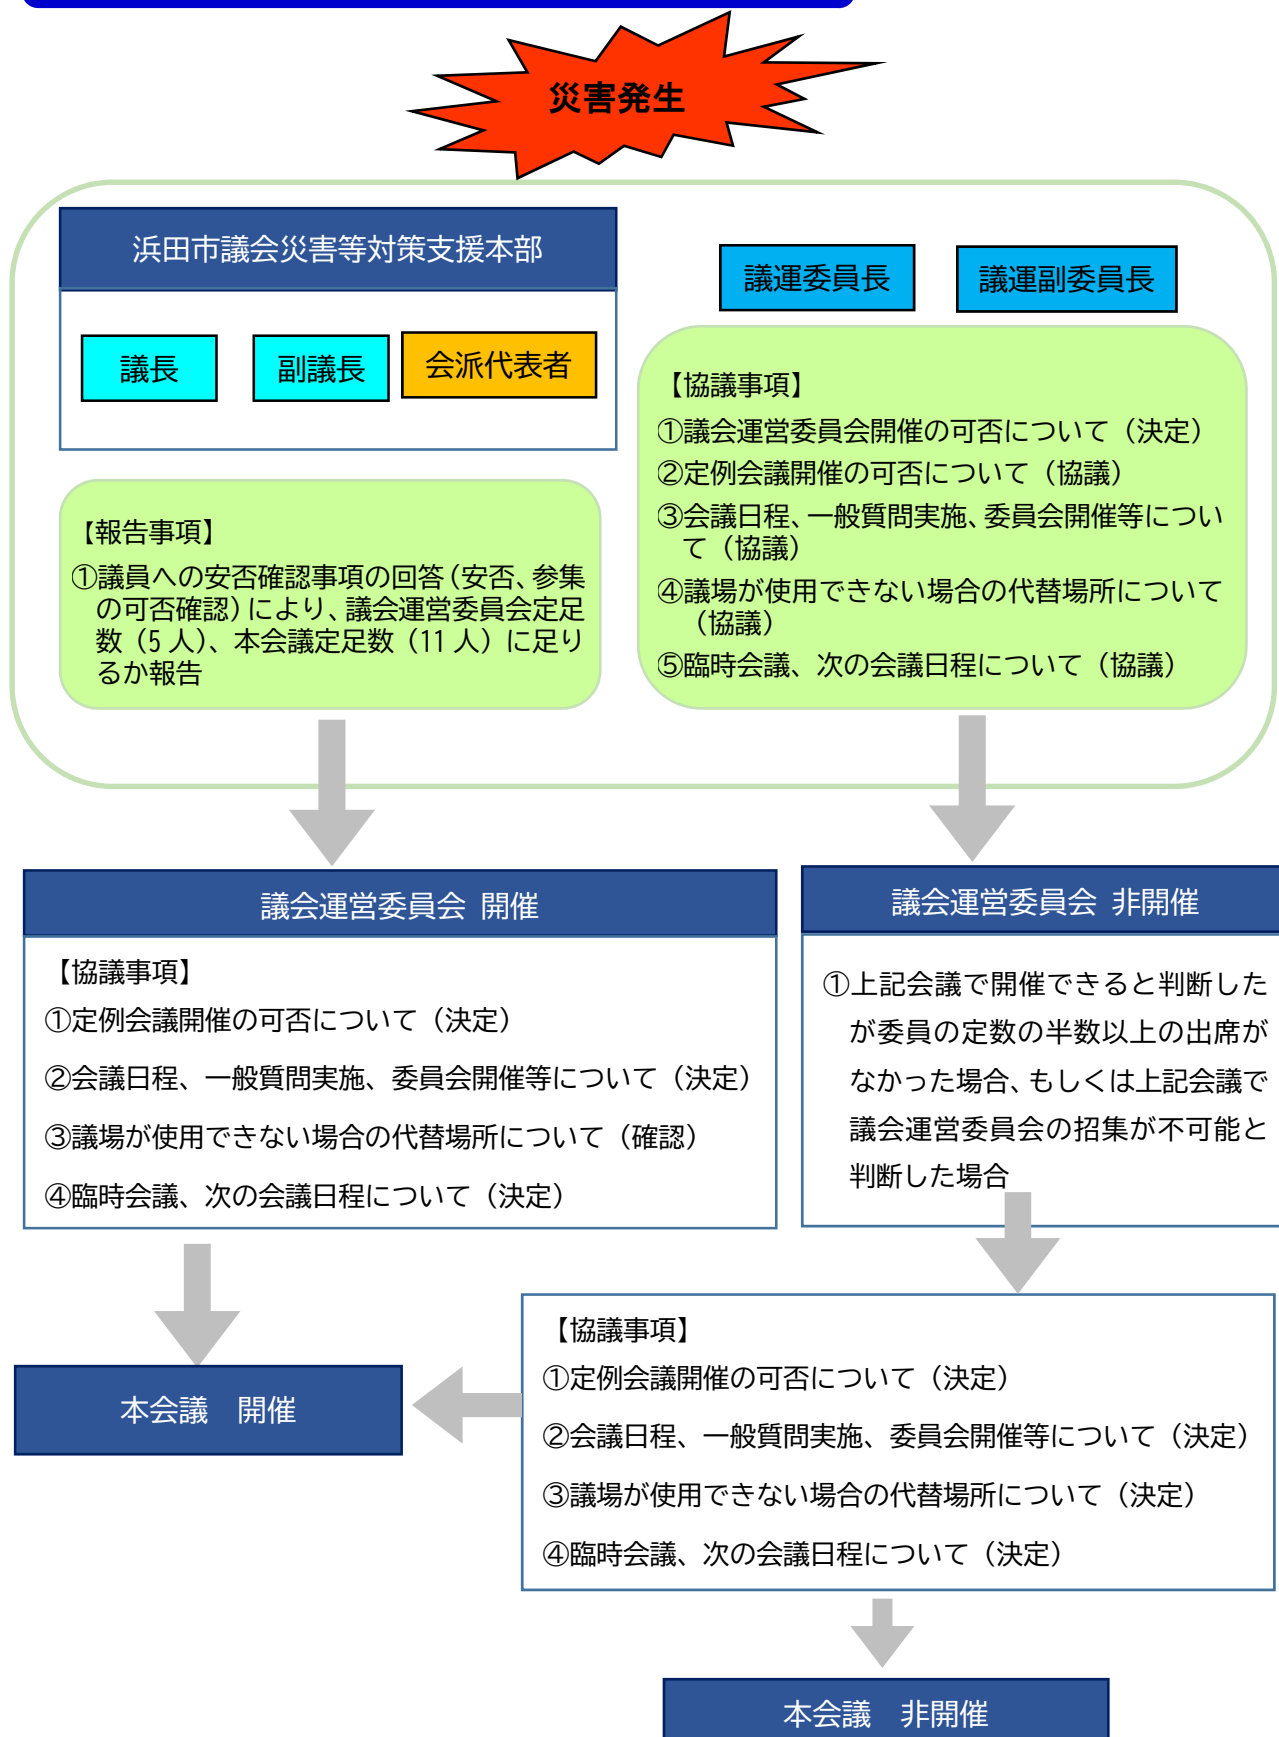 災害発生
浜田市議会災害等対策支援本部
議長
副議長
会派代表者
議運委員長
議運副委員長
【報告事項】
①議員への安否確認事項の回答(安否、参集
の可否確認)により、議会運営委員会定足
数（5人）、本会議定足数（11人）に足り
るか報告
【協議事項】
①議会運営委員会開催の可否について（決定）
②定例会議開催の可否について（協議）
③会議日程、一般質問実施、委員会開催等につい
て（協議）
④議場が使用できない場合の代替場所について
（協議）
⑤臨時会議、次の会議日程について（協議）
議会運営委員会 開催
【協議事項】
①定例会議開催の可否について（決定）
②会議日程、一般質問実施、委員会開催等について（決定）
③議場が使用できない場合の代替場所について（確認）
④臨時会議、次の会議日程について（決定）
議会運営委員会 非開催
①上記会議で開催できると判断した
が委員の定数の半数以上の出席が
なかった場合、もしくは上記会議で
議会運営委員会の招集が不可能と
判断した場合
【協議事項】
①定例会議開催の可否について（決定）
②会議日程、一般質問実施、委員会開催等について（決定）
③議場が使用できない場合の代替場所について（決定）
④臨時会議、次の会議日程について（決定）
本会議　開催
本会議　非開催